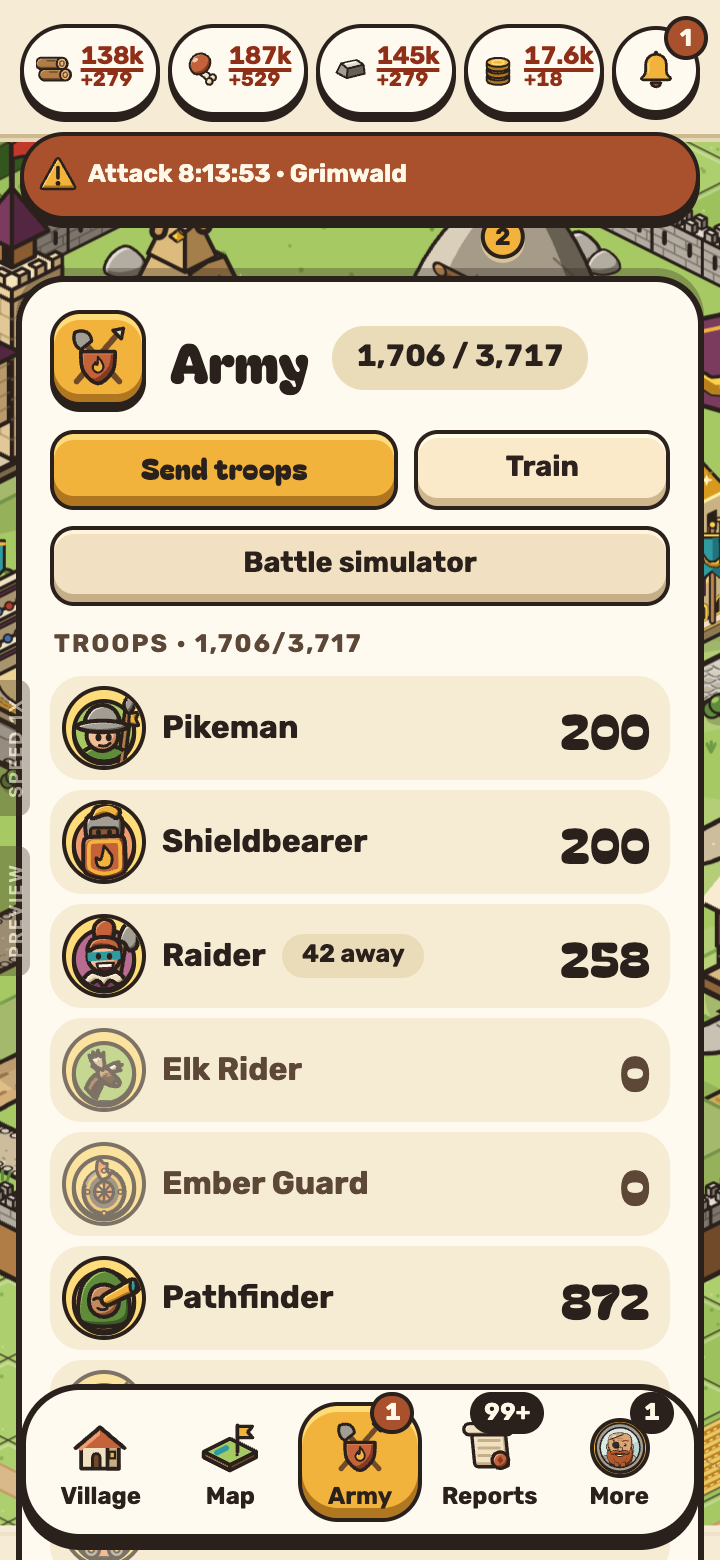 138k
+279
187k
+529
145k
+279
17.6k
+18
1
Attack 8:13:53 • Grimwald
2
Army
1,706 / 3,717
Send troops
Train
Battle simulator
TROOPS • 1,706/3,717
SPEED 1X
PREVIEW
Pikeman
200
Shieldbearer
200
Raider
42 away
258
Elk Rider
0
Ember Guard
0
Pathfinder
872
Village
Map
1
Army
99+
Reports
1
More